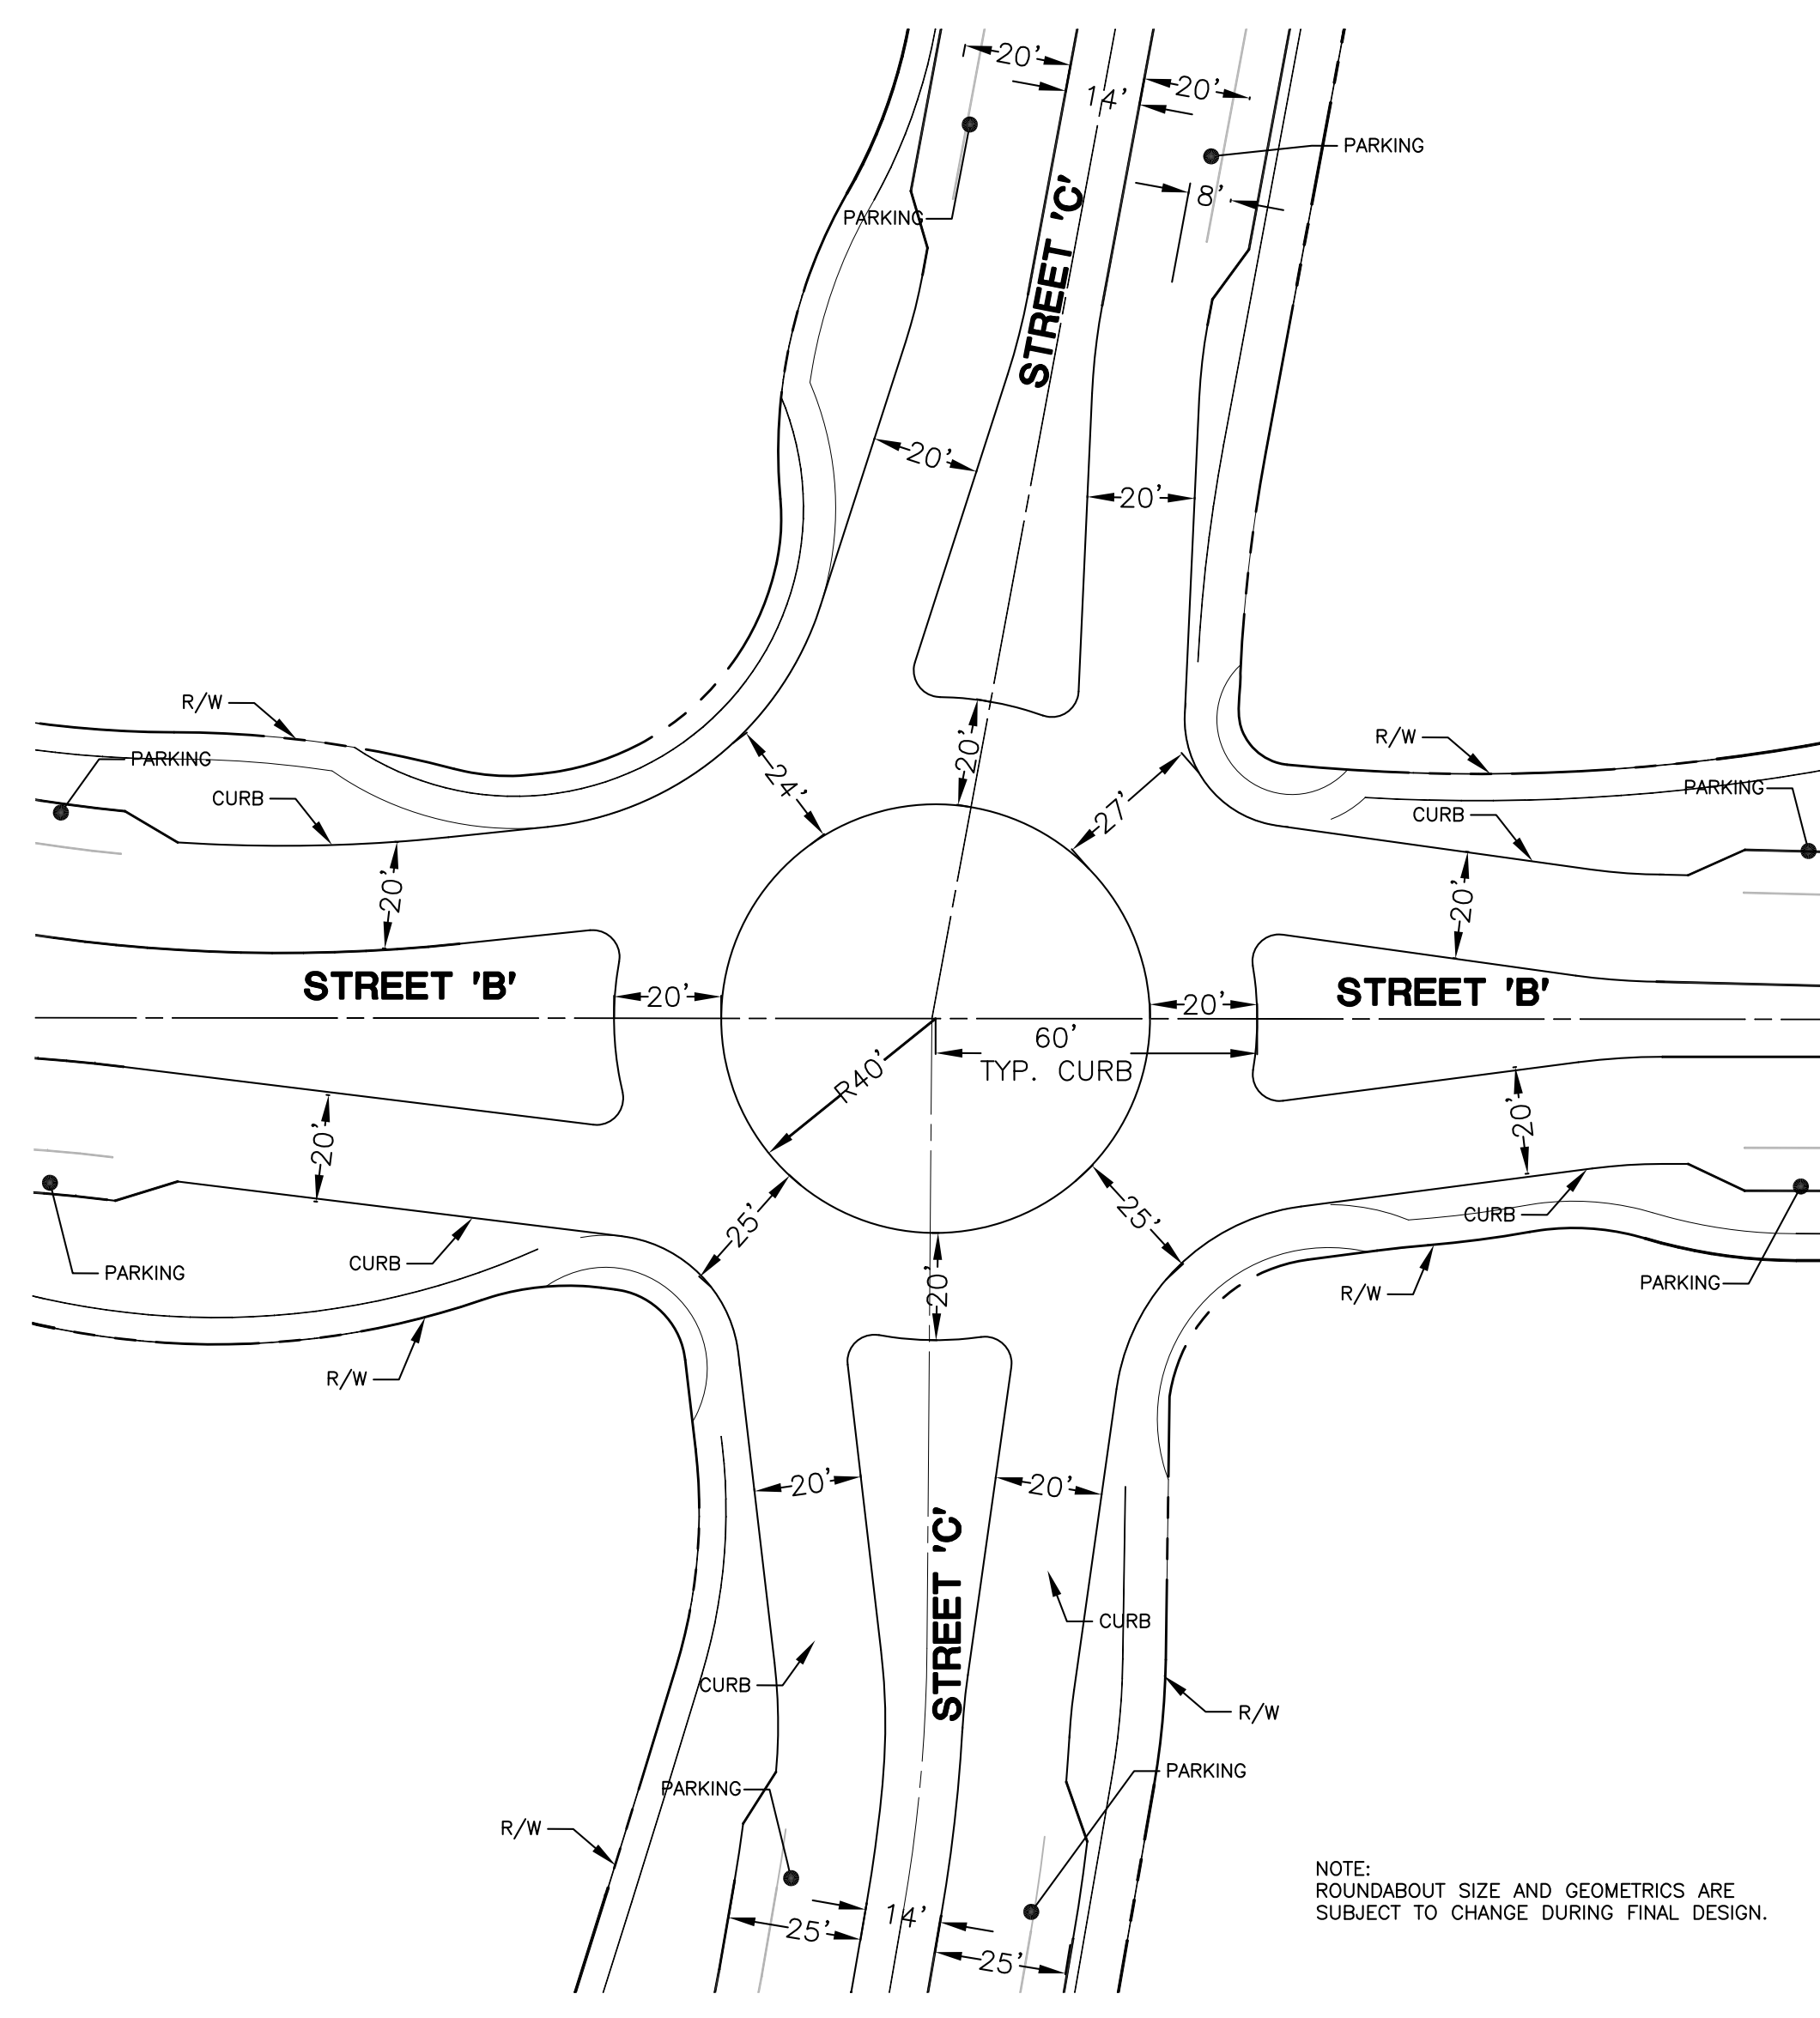 20'
14'
20'
PARKING
8'
PARKING
STREET 'C'
20'
20'
R/W
R/W
PARKING
20'
24'
27'
PARKING
CURB
CURB
20'
20'
STREET 'B'
20'
20'
STREET 'B'
60'
TYP. CURB
R40'
20'
20'
25'
25'
CURB
CURB
PARKING
20'
R/W
PARKING
R/W
20'
20'
STREET 'C'
CURB
CURB
R/W
PARKING
PARKING
R/W
14'
25'
25'
NOTE:
ROUNDABOUT SIZE AND GEOMETRICS ARE
SUBJECT TO CHANGE DURING FINAL DESIGN.